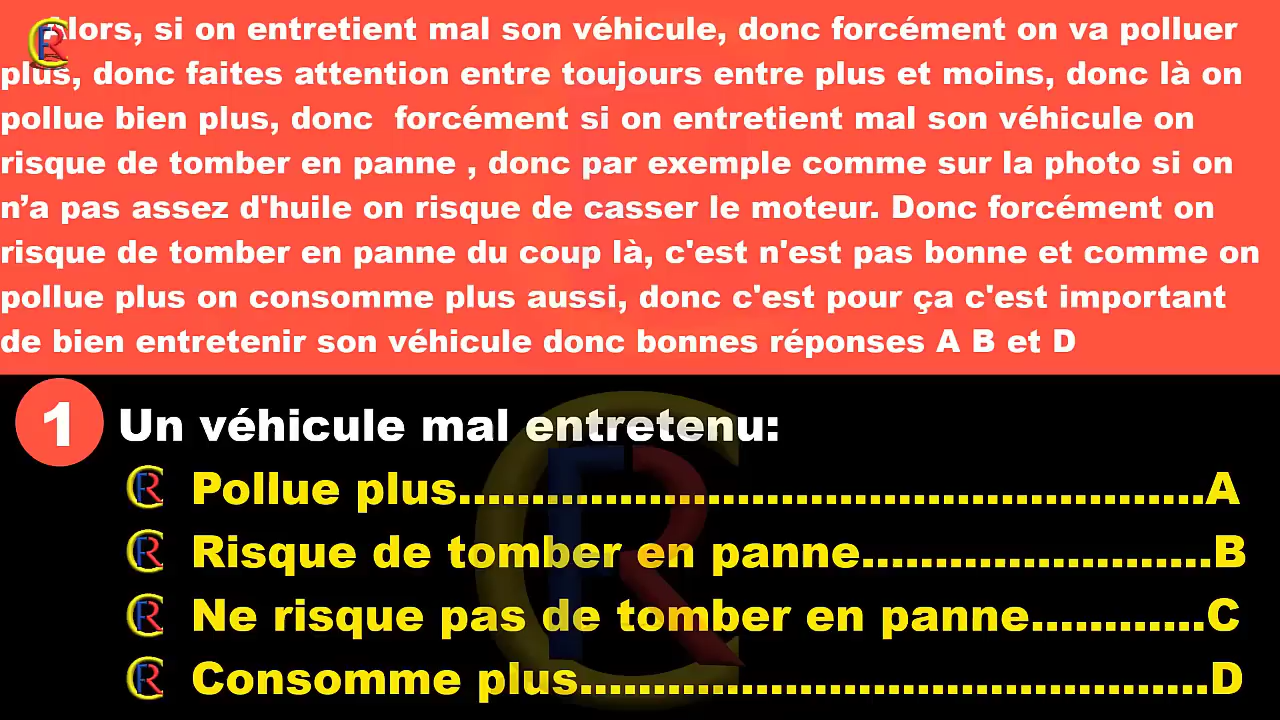 Alors, si on entretient mal son véhicule, donc forcément on va polluer
plus, donc faites attention entre toujours entre plus et moins, donc là on
pollue bien plus, donc  forcément si on entretient mal son véhicule on
risque de tomber en panne , donc par exemple comme sur la photo si on
n’a pas assez d'huile on risque de casser le moteur. Donc forcément on
risque de tomber en panne du coup là, c'est n'est pas bonne et comme on
pollue plus on consomme plus aussi, donc c'est pour ça c'est important
de bien entretenir son véhicule donc bonnes réponses A B et D
1 Un véhicule mal entretenu:
Pollue plus...................................................A
Risque de tomber en panne........................B
Ne risque pas de tomber en panne............C
Consomme plus...........................................D